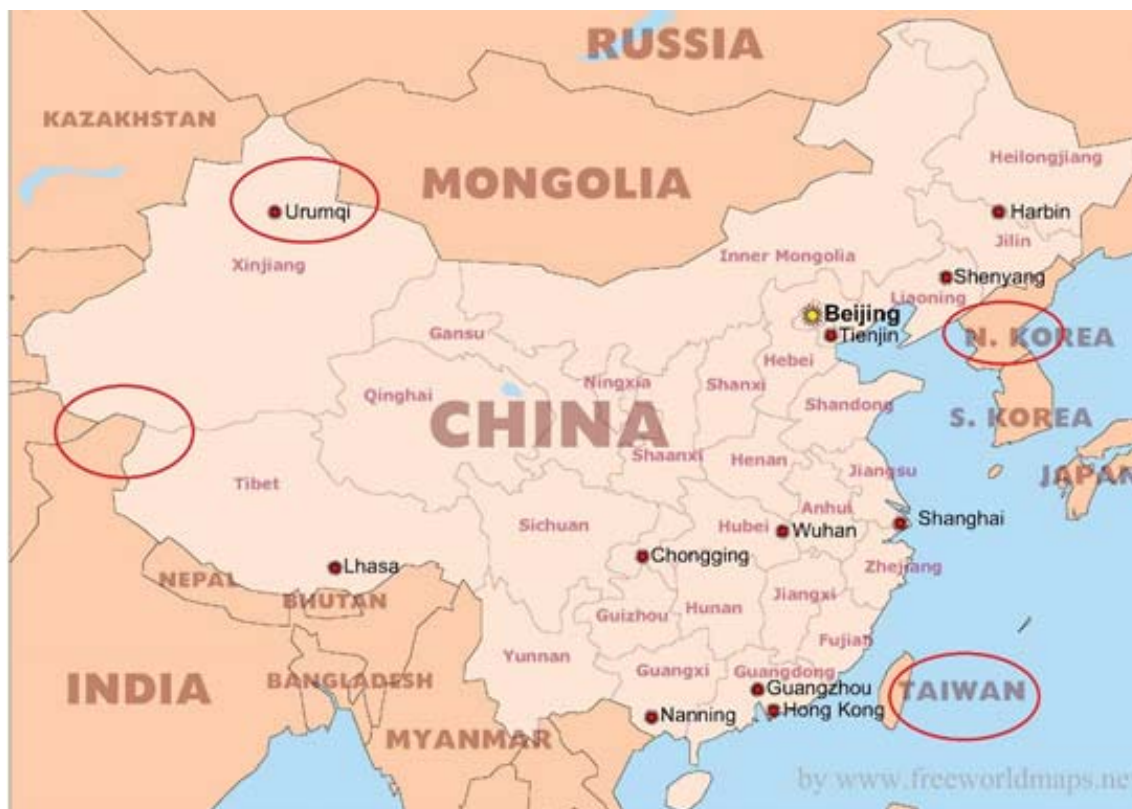 RUSSIA
KAZAKHSTAN
MONGOLIA
Heilongjiang
Urumqi
Harbin
Jilin
Xinjiang
Inner Mongolia
Shenyang
Liaoning
Beijing
Tienjin
N. KOREA
Gansu
Hebei
Ningxia
Shanxi
Qinghai
Shandong
CHINA
S. KOREA
Shaanxi
Henan
Jiangsu
JAPAN
Tibet
Anhui
Sichuan
Hubei
Wuhan
Shanghai
Chongging
Lhasa
Zhejiang
NEPAL
BHUTAN
Jiangxi
Guizhou
Hunan
Fujian
Yunnan
Guangxi
Guangdong
INDIA
BANGLADESH
Guangzhou
TAIWAN
Hong Kong
Nanning
MYANMAR
by www.freeworldmaps.ne